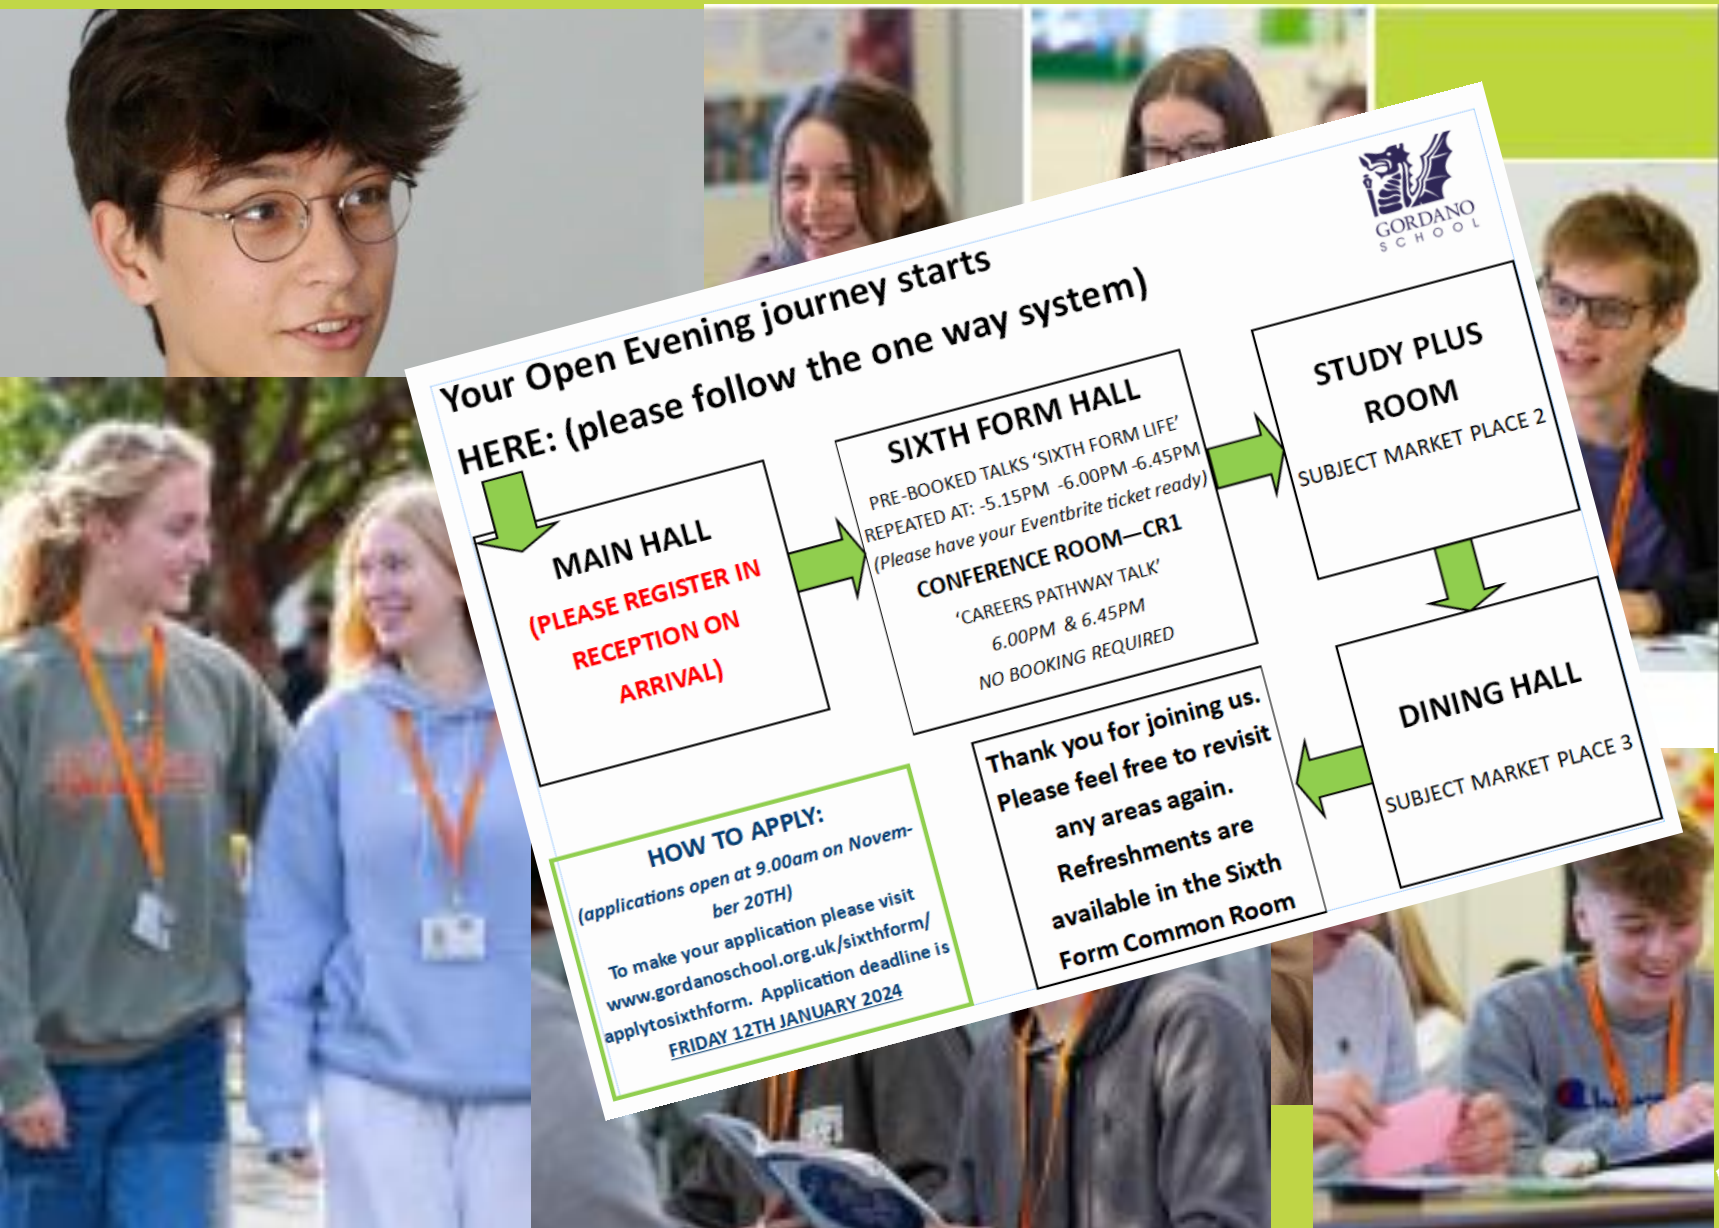 GORDANO
SCHOOL
Your Open Evening journey starts
HERE: (please follow the one way system)
MAIN HALL
(PLEASE REGISTER IN
RECEPTION ON
ARRIVAL)
SIXTH FORM HALL
PRE-BOOKED TALKS ‘SIXTH FORM LIFE’
REPEATED AT: -5.15PM -6.00PM -6.45PM
(Please have your Eventbrite ticket ready)
CONFERENCE ROOM—CR1
‘CAREERS PATHWAY TALK’
6.00PM & 6.45PM
NO BOOKING REQUIRED
STUDY PLUS
ROOM
SUBJECT MARKET PLACE 2
DINING HALL
SUBJECT MARKET PLACE 3
Thank you for joining us.
Please feel free to revisit
any areas again.
Refreshments are
available in the Sixth
Form Common Room
HOW TO APPLY:
(applications open at 9.00am on Novem-
ber 20TH)
To make your application please visit
www.gordanoschool.org.uk/sixthform/
applytosixthform. Application deadline is
FRIDAY 12TH JANUARY 2024